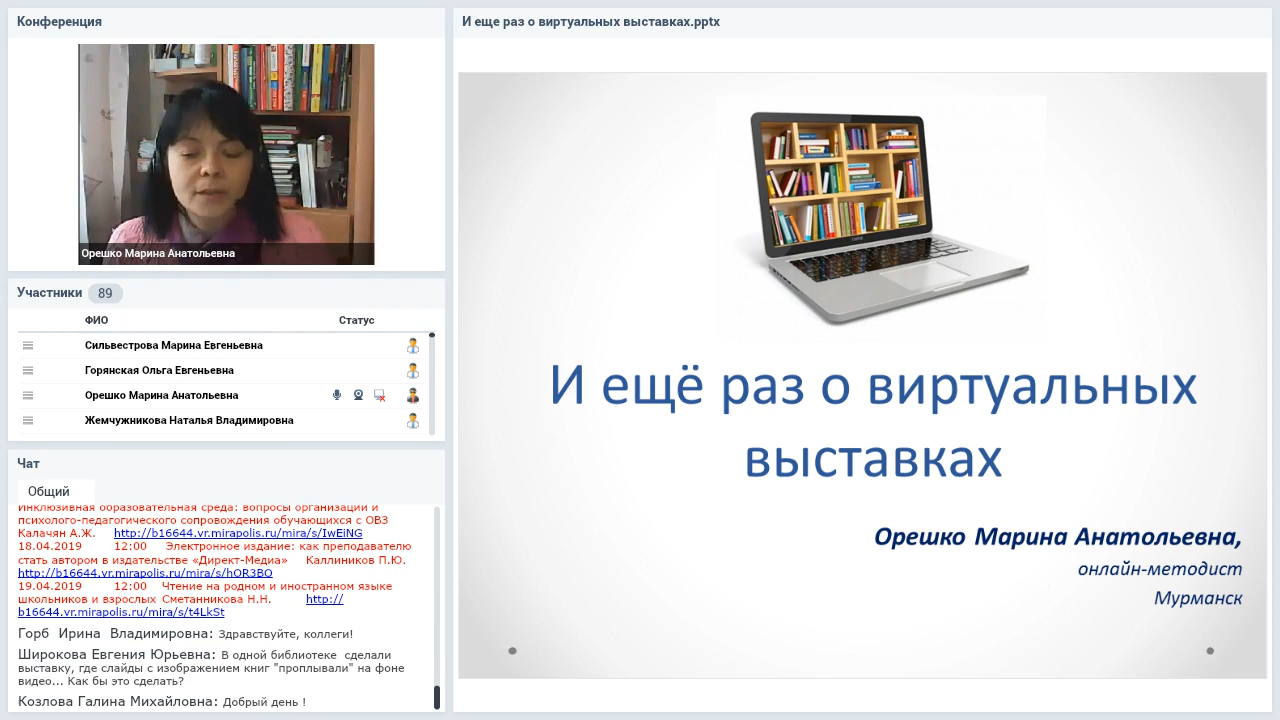 Конференция
Орешко Марина Анатольевна
Участники 89
ФИО Статус
Сильвестрова Марина Евгеньевна
Горянская Ольга Евгеньевна
Орешко Марина Анатольевна
Жемчужникова Наталья Владимировна
Чат
Общий
Инклюзивная образовательная среда: вопросы организации и
психолого-педагогического сопровождения обучающихся с ОВЗ
Калачян А.Ж. http://b16644.vr.mirapolis.ru/mira/s/IwEiNG
18.04.2019 12:00 Электронное издание: как преподавателю
стать автором в издательстве «Директ-Медиа» Каллиников П.Ю.
http://b16644.vr.mirapolis.ru/mira/s/hOR3BO
19.04.2019 12:00 Чтение на родном и иностранном языке
школьников и взрослых Сметанникова Н.Н. http://
b16644.vr.mirapolis.ru/mira/s/t4LkSt
Горб Ирина Владимировна: Здравствуйте, коллеги!
Широкова Евгения Юрьевна: В одной библиотеке сделали
выставку, где слайды с изображением книг "проплывали" на фоне
видео... Как бы это сделать?
Козлова Галина Михайловна: Добрый день !
И еще раз о виртуальных выставках.pptx
И ещё раз о виртуальных
выставках
Орешко Марина Анатольевна,
онлайн-методист
Мурманск